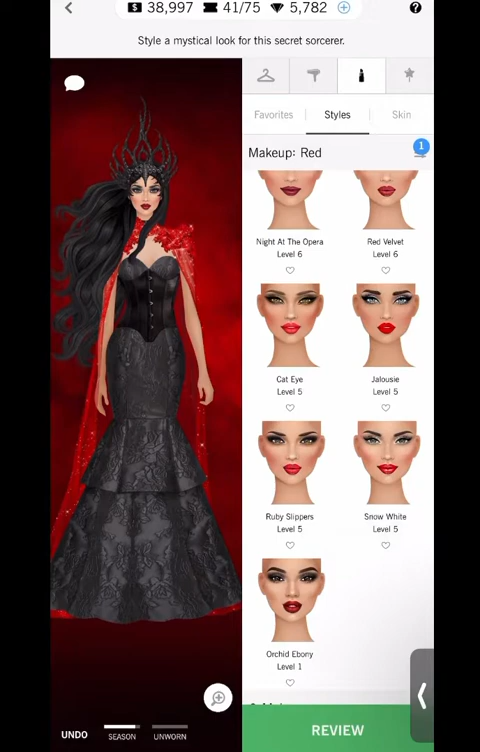 38,997 41/75 5,782
Style a mystical look for this secret sorcerer.
Favorites Styles Skin
Makeup: Red
1
Night At The Opera
Level 6
Red Velvet
Level 6
Cat Eye
Level 5
Jalousie
Level 5
Ruby Slippers
Level 5
Snow White
Level 5
Orchid Ebony
Level 1
UNDO
SEASON
UNWORN
REVIEW